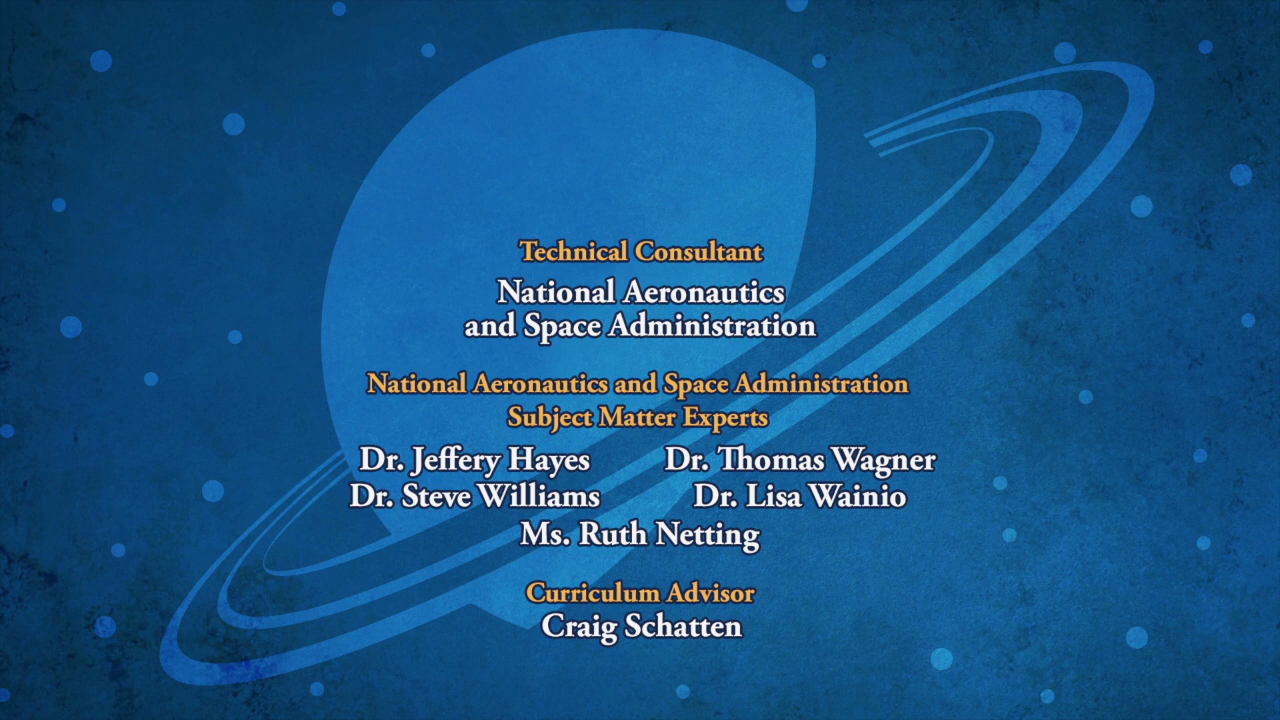 Technical Consultant
National Aeronautics
and Space Administration
National Aeronautics and Space Administration
Subject Matter Experts
Dr. Jeffery Hayes Dr. Thomas Wagner
Dr. Steve Williams Dr. Lisa Wainio
Ms. Ruth Netting
Curriculum Advisor
Craig Schatten